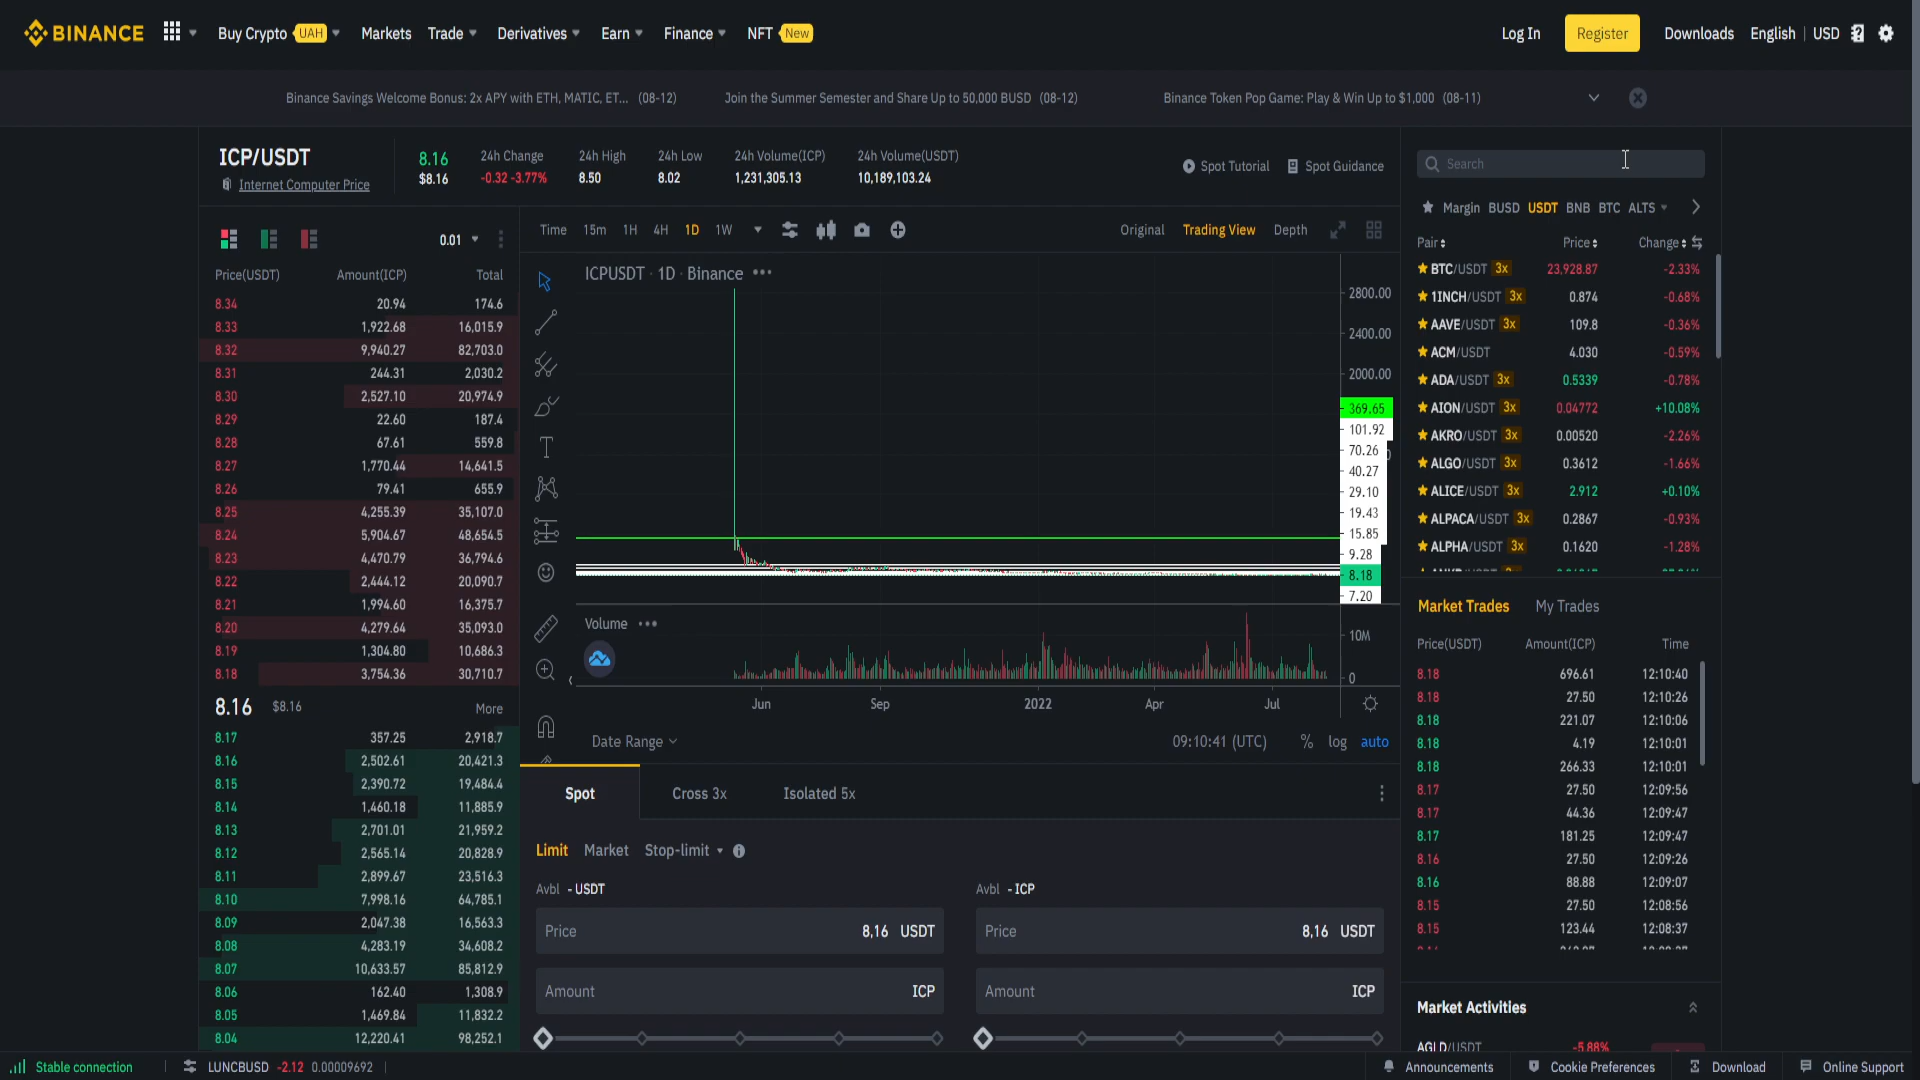 BINANCE
Buy Crypto UAH
Markets
Trade
Derivatives
Earn
Finance
NFT New
Log In
Register
Downloads
English
USD
Binance Savings Welcome Bonus: 2x APY with ETH, MATIC, ET... (08-12)
Join the Summer Semester and Share Up to 50,000 BUSD (08-12)
Binance Token Pop Game: Play & Win Up to $1,000 (08-11)
ICP/USDT
Internet Computer Price
8.16
$8.16
24h Change
-0.32 -3.77%
24h High
8.50
24h Low
8.02
24h Volume(ICP)
1,231,305.13
24h Volume(USDT)
10,189,103.24
Spot Tutorial
Spot Guidance
0.01
Price(USDT) Amount(ICP) Total
8.34 20.94 174.6
8.33 1,922.68 16,015.9
8.32 9,940.27 82,703.0
8.31 244.31 2,030.2
8.30 2,527.10 20,974.9
8.29 22.60 187.4
8.28 67.61 559.8
8.27 1,770.44 14,641.5
8.26 79.41 655.9
8.25 4,255.39 35,107.0
8.24 5,904.67 48,654.5
8.23 4,470.79 36,794.6
8.22 2,444.12 20,090.7
8.21 1,994.60 16,375.7
8.20 4,279.64 35,093.0
8.19 1,304.80 10,686.3
8.18 3,754.36 30,710.7
8.16 $8.16 More
8.17 357.25 2,918.7
8.16 2,502.61 20,421.3
8.15 2,390.72 19,484.4
8.14 1,460.18 11,885.9
8.13 2,701.01 21,959.2
8.12 2,565.14 20,828.9
8.11 2,899.67 23,516.3
8.10 7,998.16 64,785.1
8.09 2,047.38 16,563.3
8.08 4,283.19 34,608.2
8.07 10,633.57 85,812.9
8.06 162.40 1,308.9
8.05 1,469.84 11,832.2
8.04 12,220.41 98,252.1
Time 15m 1H 4H 1D 1W
Original Trading View Depth
ICPUSDT · 1D · Binance
2800.00
2400.00
2000.00
369.65
101.92
70.26
40.27
29.10
19.43
15.85
9.28
8.18
7.20
Volume
10M
0
Jun Sep 2022 Apr Jul
Date Range
09:10:41 (UTC) % log auto
Spot
Cross 3x
Isolated 5x
Limit Market Stop-limit
Avbl - USDT
Price 8,16 USDT
Amount ICP
Avbl - ICP
Price 8,16 USDT
Amount ICP
Search
Margin BUSD USDT BNB BTC ALTS
Pair Price Change
BTC/USDT 3x 23,928.87 -2.33%
1INCH/USDT 3x 0.874 -0.68%
AAVE/USDT 3x 109.8 -0.36%
ACM/USDT 4.030 -0.59%
ADA/USDT 3x 0.5339 -0.78%
AION/USDT 3x 0.04772 +10.08%
AKRO/USDT 3x 0.00520 -2.26%
ALGO/USDT 3x 0.3612 -1.66%
ALICE/USDT 3x 2.912 +0.10%
ALPACA/USDT 3x 0.2867 -0.93%
ALPHA/USDT 3x 0.1620 -1.28%
Market Trades My Trades
Price(USDT) Amount(ICP) Time
8.18 696.61 12:10:40
8.18 27.50 12:10:26
8.18 221.07 12:10:06
8.18 4.19 12:10:01
8.18 266.33 12:10:01
8.17 27.50 12:09:56
8.17 44.36 12:09:47
8.17 181.25 12:09:47
8.16 27.50 12:09:26
8.16 88.88 12:09:07
8.15 27.50 12:08:56
8.15 123.44 12:08:37
Market Activities
AGLD/USDT -5.88%
Stable connection
LUNCBUSD -2.12 0.00009692
Announcements
Cookie Preferences
Download
Online Support